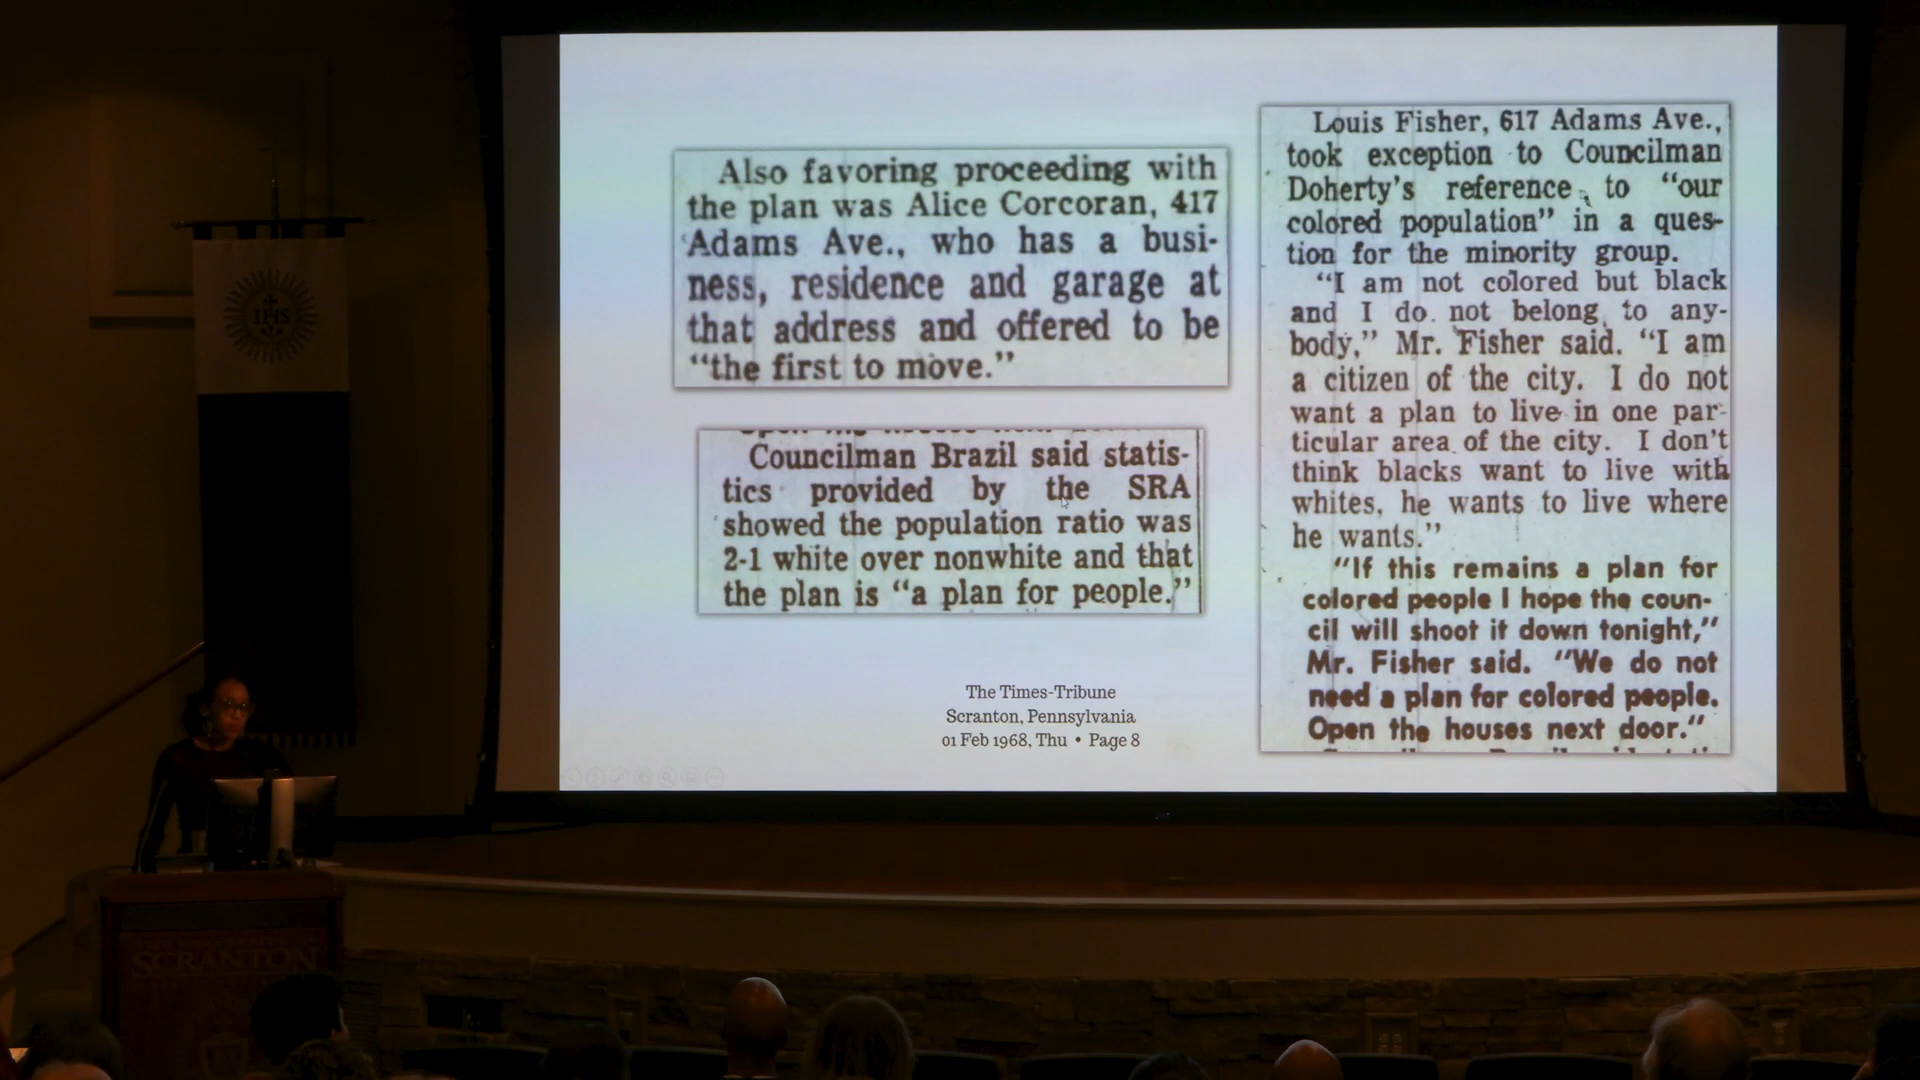 Also favoring proceeding with
the plan was Alice Corcoran, 417
Adams Ave., who has a busi-
ness, residence and garage at
that address and offered to be
“the first to move.”
Councilman Brazil said statis-
tics provided by the SRA
showed the population ratio was
2-1 white over nonwhite and that
the plan is “a plan for people.”
The Times-Tribune
Scranton, Pennsylvania
01 Feb 1968, Thu • Page 8
Louis Fisher, 617 Adams Ave.,
took exception to Councilman
Doherty’s reference to “our
colored population” in a ques-
tion for the minority group.
“I am not colored but black
and I do not belong to any-
body,” Mr. Fisher said. “I am
a citizen of the city. I do not
want a plan to live in one par-
ticular area of the city. I don’t
think blacks want to live with
whites, he wants to live where
he wants.”
“If this remains a plan for
colored people I hope the coun-
cil will shoot it down tonight,”
Mr. Fisher said. “We do not
need a plan for colored people.
Open the houses next door.”
IHS
SCRANTON